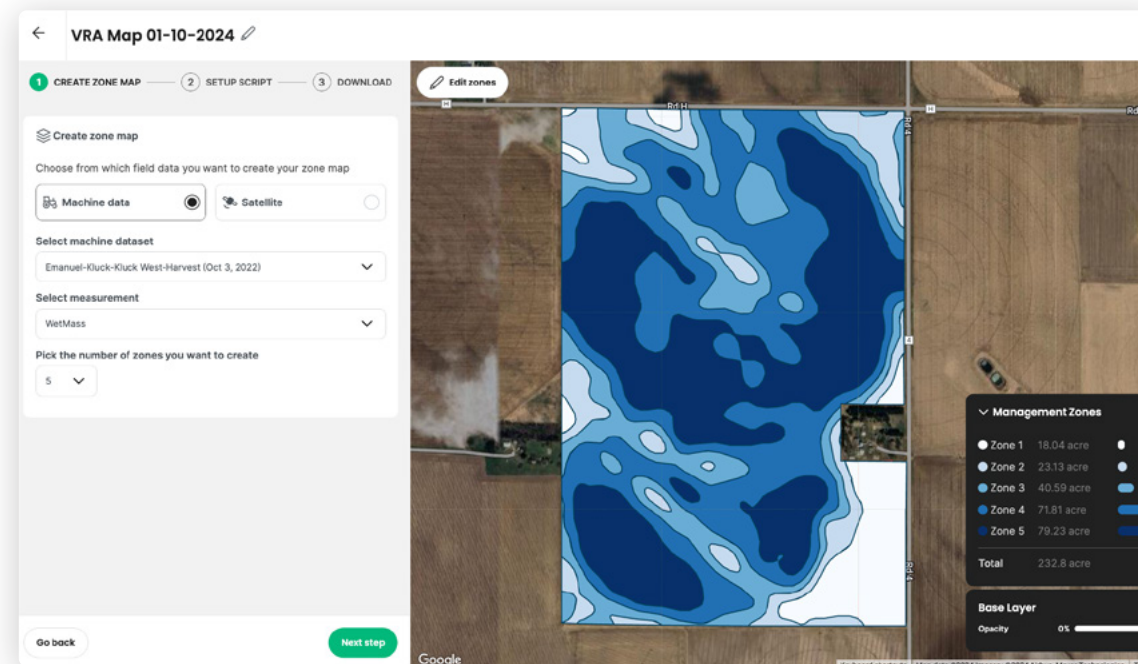 VRA Map 01-10-2024
1 CREATE ZONE MAP 2 SETUP SCRIPT 3 DOWNLOAD
Create zone map
Choose from which field data you want to create your zone map
Machine data Satellite
Select machine dataset
Emanuel-Kluck-Kluck West-Harvest (Oct 3, 2022)
Select measurement
WetMass
Pick the number of zones you want to create
5
Go back Next step
Edit zones
H Rd H H Rd
Rd 4
Management Zones
Zone 1 18.04 acre
Zone 2 23.13 acre
Zone 3 40.59 acre
Zone 4 71.81 acre
Zone 5 79.23 acre
Total 232.8 acre
Rd 4
Base Layer
Opacity 0%
Google